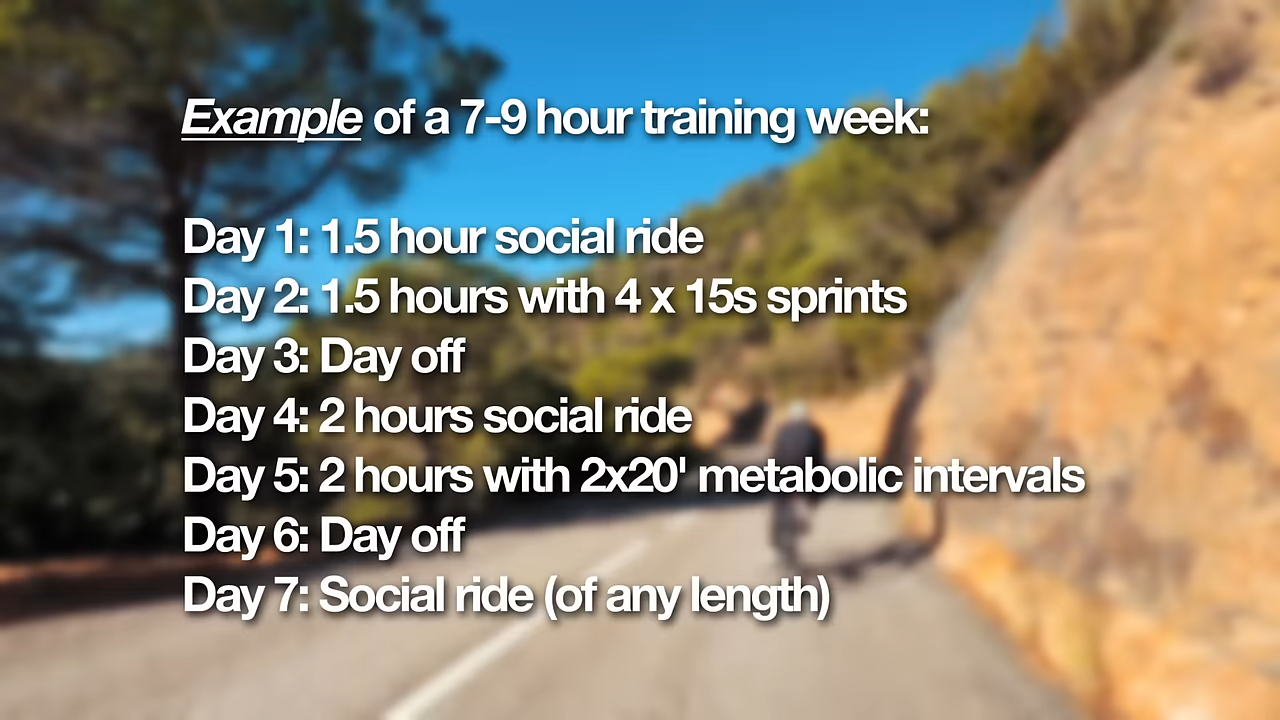 Example of a 7-9 hour training week:
Day 1: 1.5 hour social ride
Day 2: 1.5 hours with 4 x 15s sprints
Day 3: Day off
Day 4: 2 hours social ride
Day 5: 2 hours with 2x20' metabolic intervals
Day 6: Day off
Day 7: Social ride (of any length)